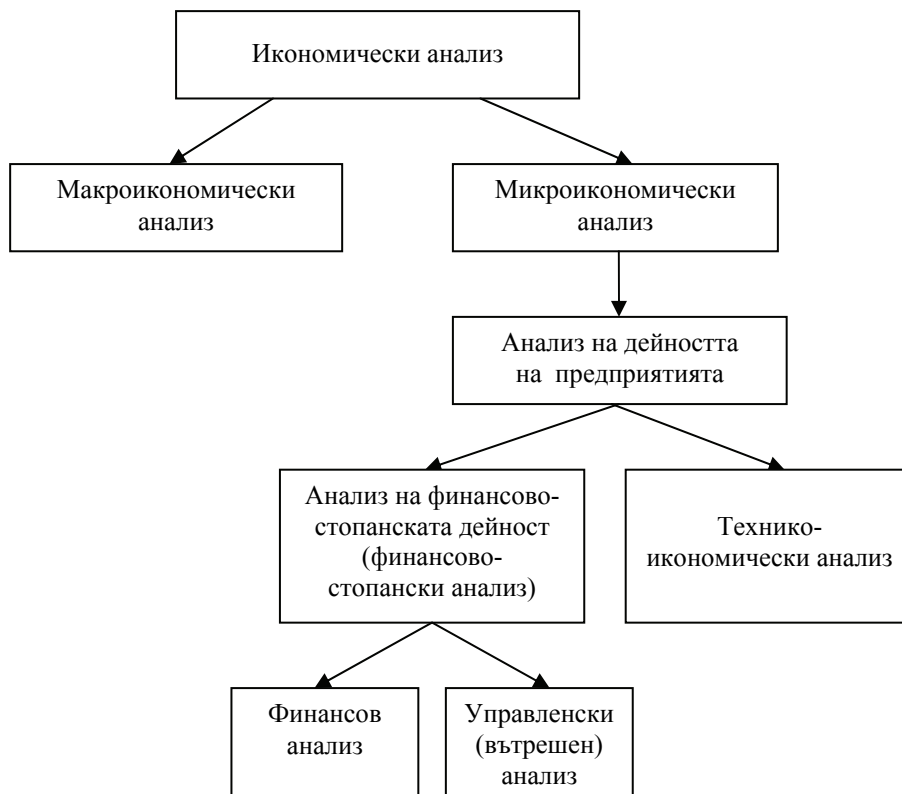 Икономически анализ
Макроикономически
анализ
Микроикономически
анализ
Анализ на дейността
на предприятията
Анализ на финансово-
стопанската дейност
(финансово-
стопански анализ)
Технико-
икономически анализ
Финансов
анализ
Управленски
(вътрешен)
анализ